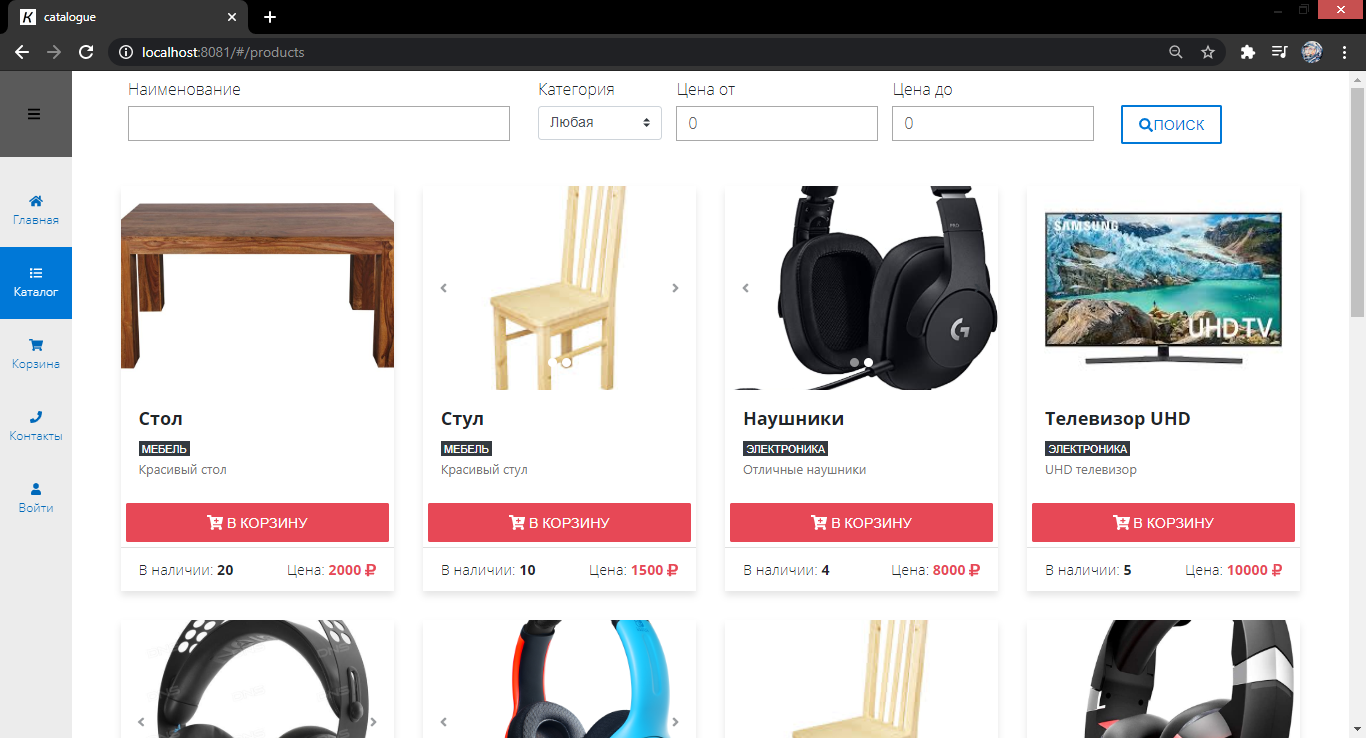 catalogue
localhost:8081/#/products
Наименование
Категория
Цена от
Цена до
Любая
0
0
ПОИСК
Главная
Каталог
Корзина
Контакты
Войти
SAMSUNG
UHD TV
PRO
G
Стол
МЕБЕЛЬ
Красивый стол
В КОРЗИНУ
В наличии: 20
Цена: 2000 ₽
Стул
МЕБЕЛЬ
Красивый стул
В КОРЗИНУ
В наличии: 10
Цена: 1500 ₽
Наушники
ЭЛЕКТРОНИКА
Отличные наушники
В КОРЗИНУ
В наличии: 4
Цена: 8000 ₽
Телевизор UHD
ЭЛЕКТРОНИКА
UHD телевизор
В КОРЗИНУ
В наличии: 5
Цена: 10000 ₽